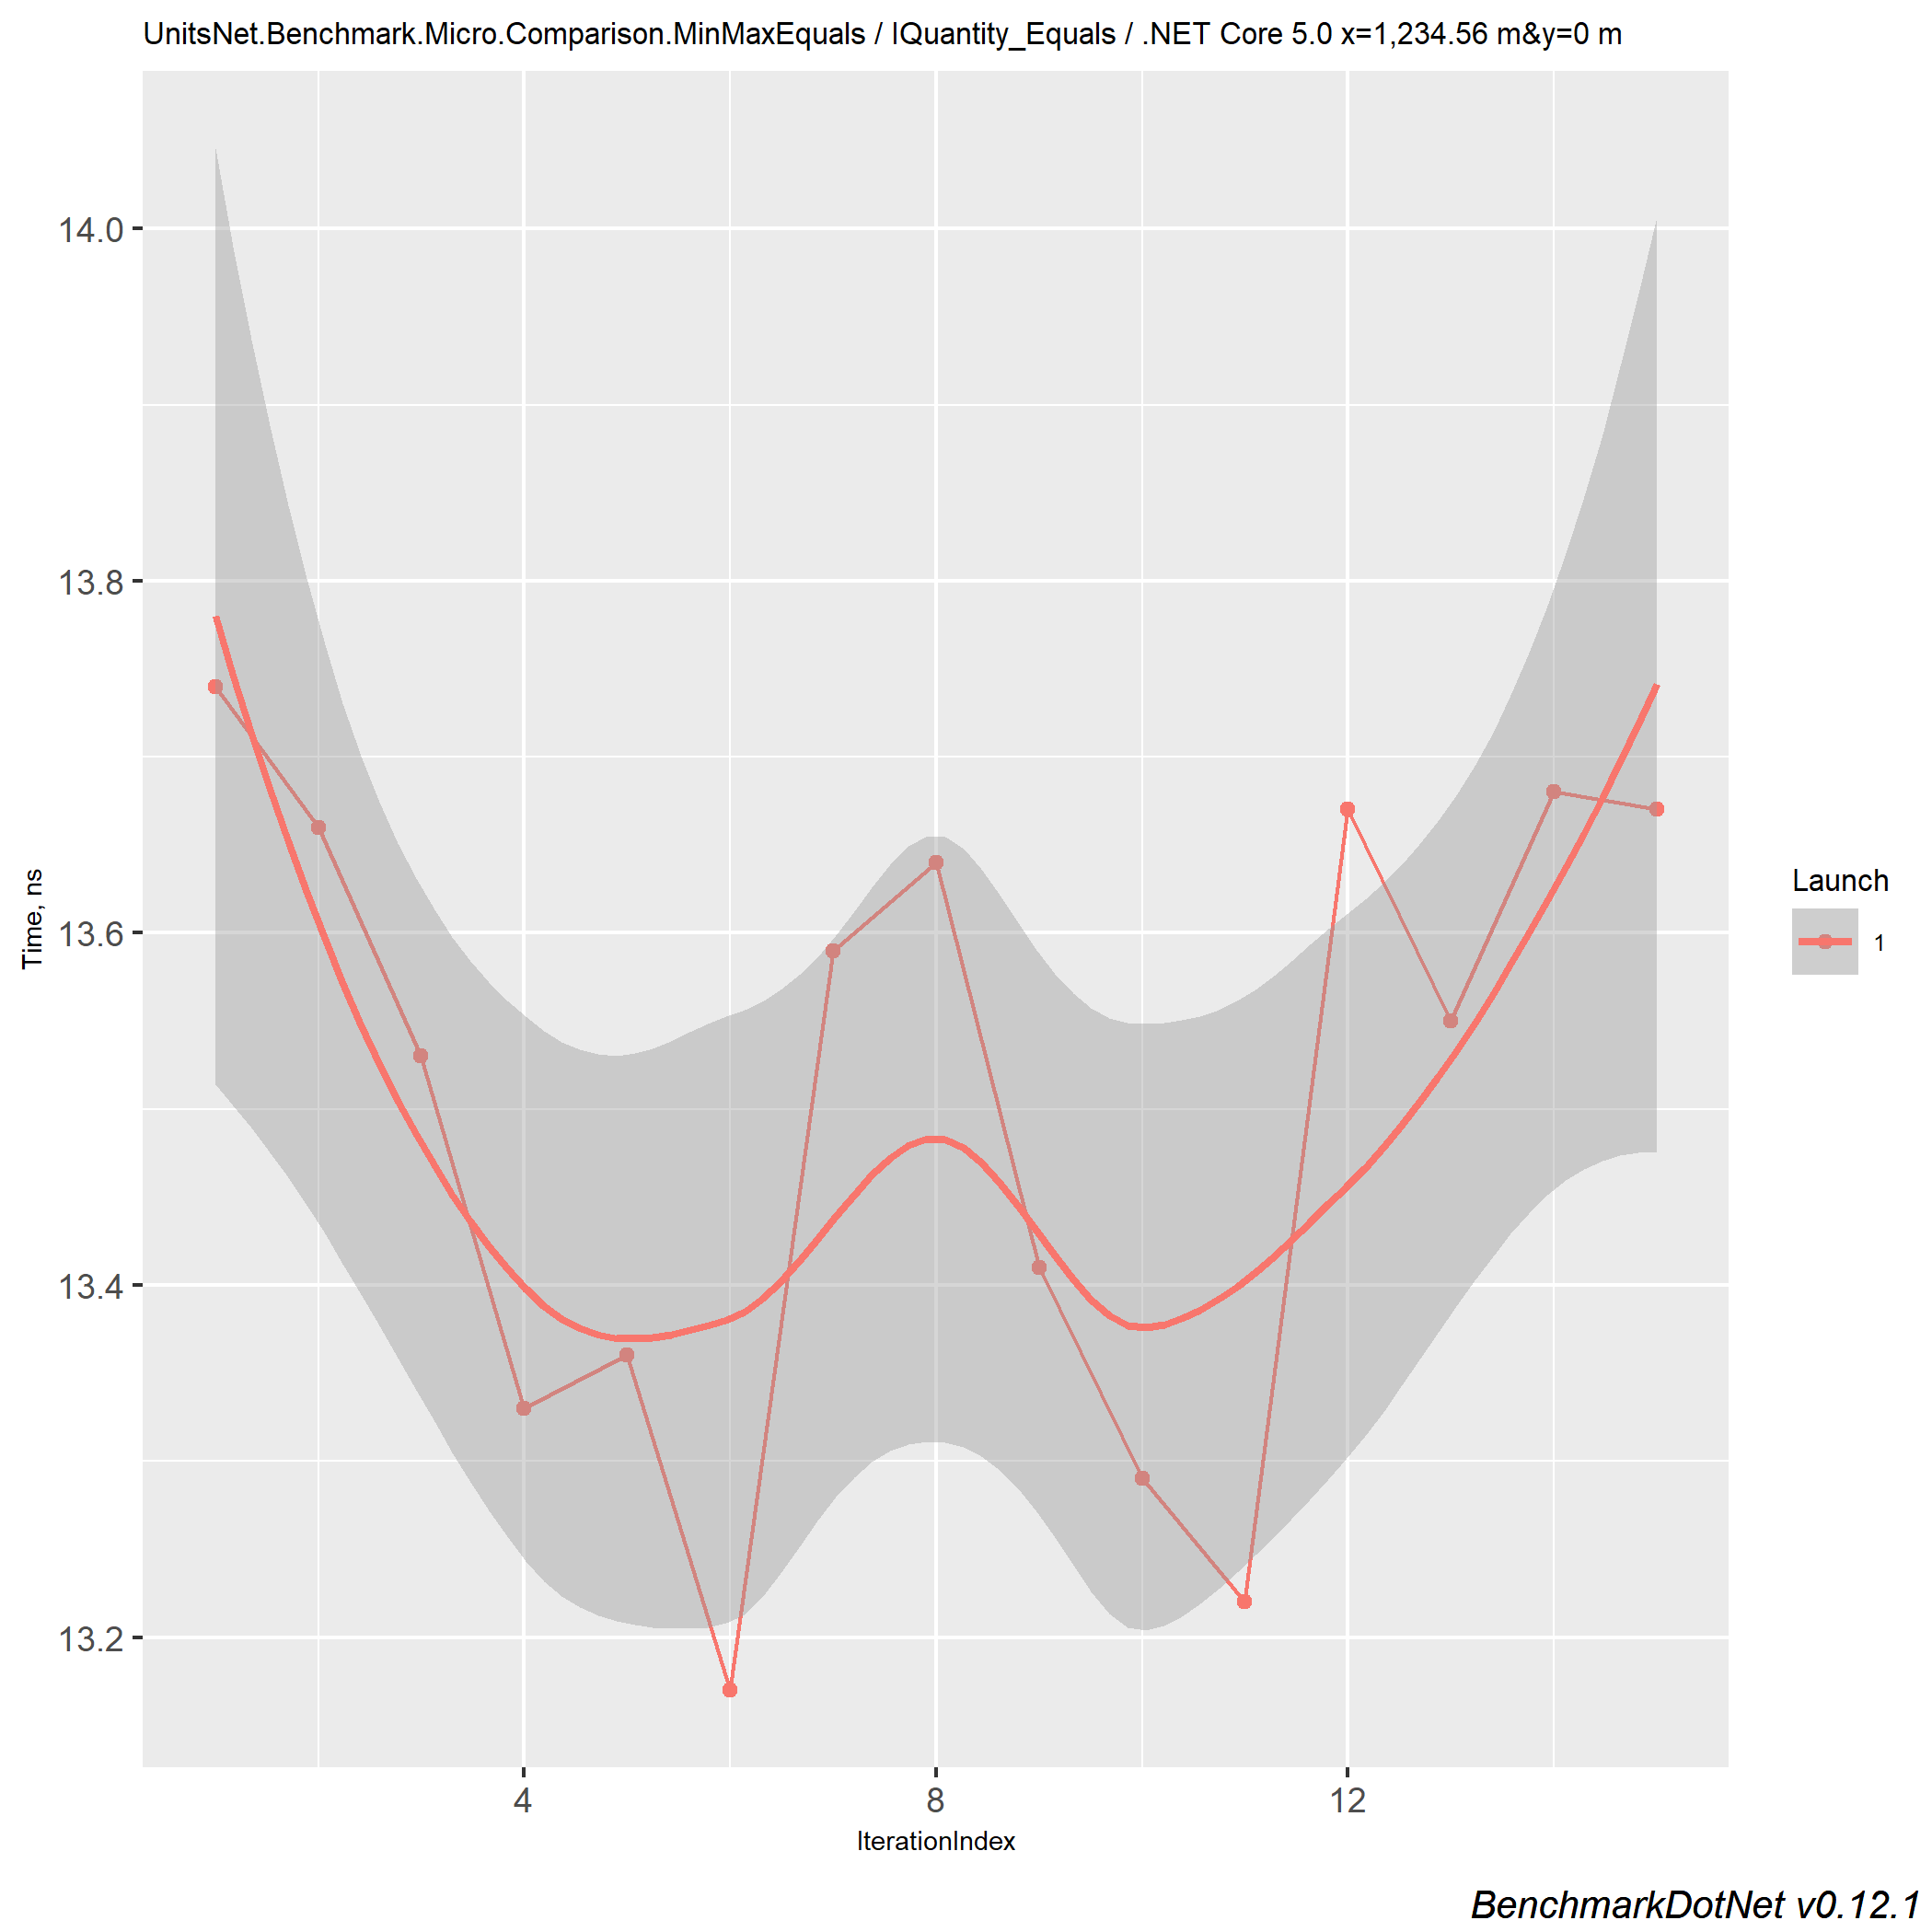 UnitsNet.Benchmark.Micro.Comparison.MinMaxEquals / IQuantity_Equals / .NET Core 5.0 x=1,234.56 m&y=0 m
14.0
13.8
13.6
13.4
13.2
Time, ns
4 8 12
IterationIndex
Launch
1
BenchmarkDotNet v0.12.1